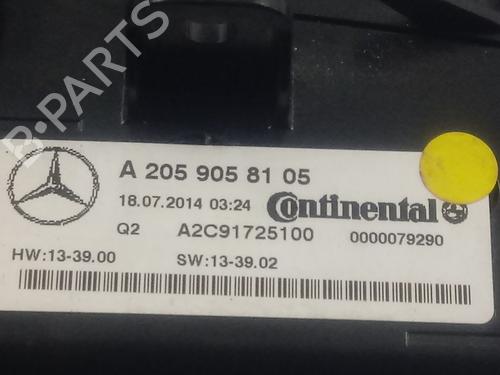 B-PARTS
A 205 905 81 05
18.07.2014 03:24 Continental
Q2 A2C91725100 0000079290
HW:13-39.00 SW:13-39.02